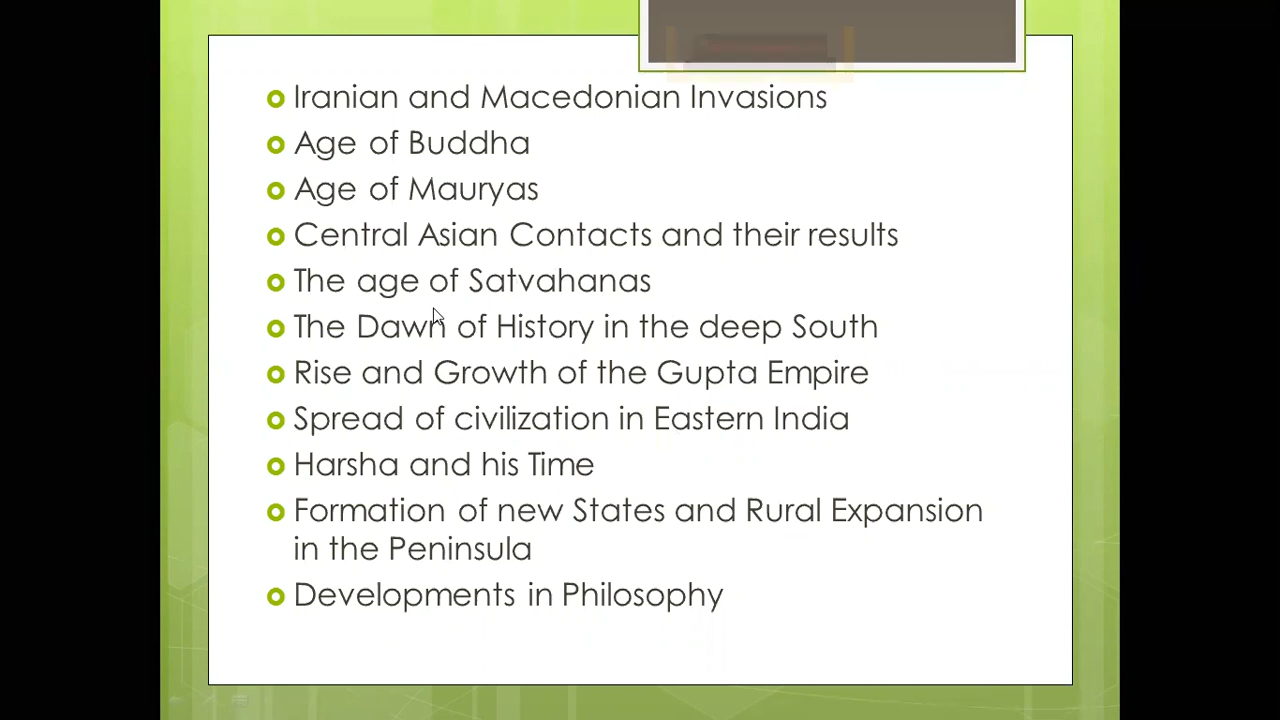 Iranian and Macedonian Invasions
Age of Buddha
Age of Mauryas
Central Asian Contacts and their results
The age of Satvahanas
The Dawn of History in the deep South
Rise and Growth of the Gupta Empire
Spread of civilization in Eastern India
Harsha and his Time
Formation of new States and Rural Expansion
in the Peninsula
Developments in Philosophy